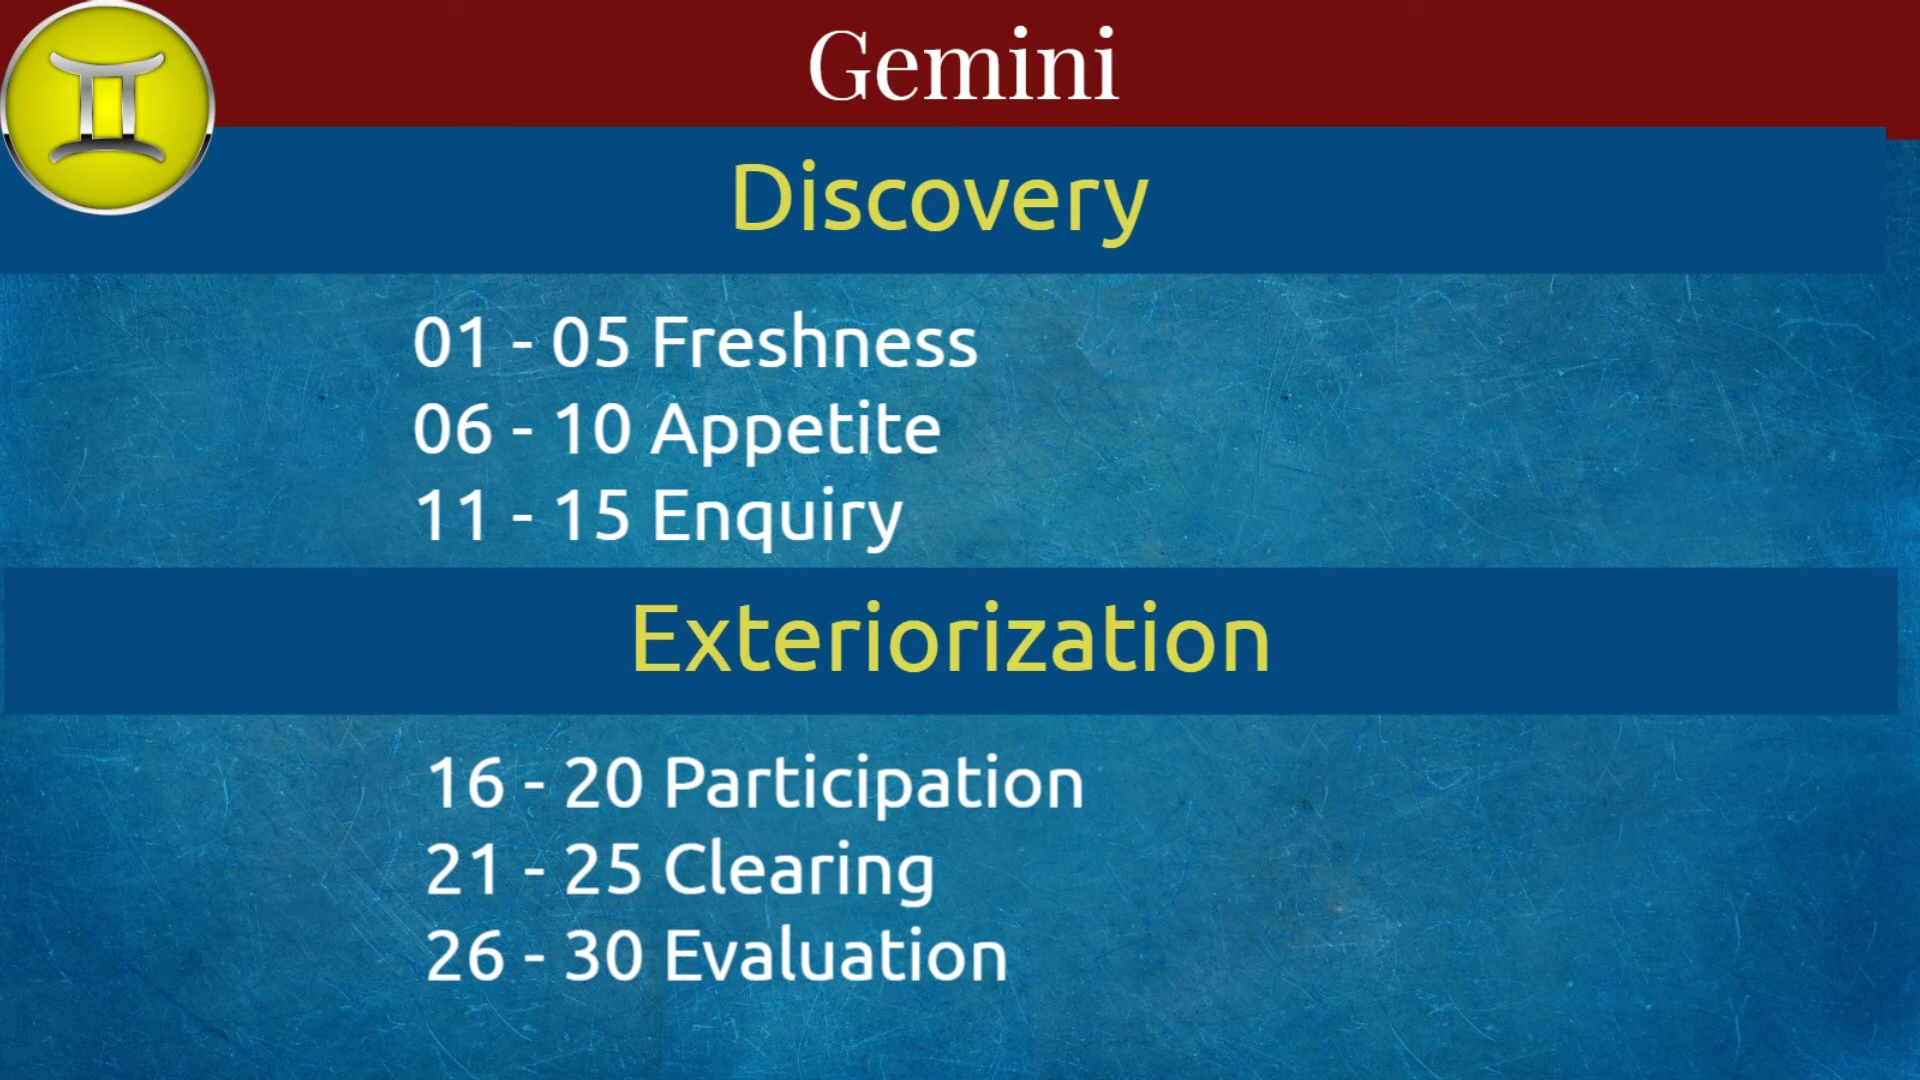 Gemini
Discovery
01 - 05 Freshness
06 - 10 Appetite
11 - 15 Enquiry
Exteriorization
16 - 20 Participation
21 - 25 Clearing
26 - 30 Evaluation